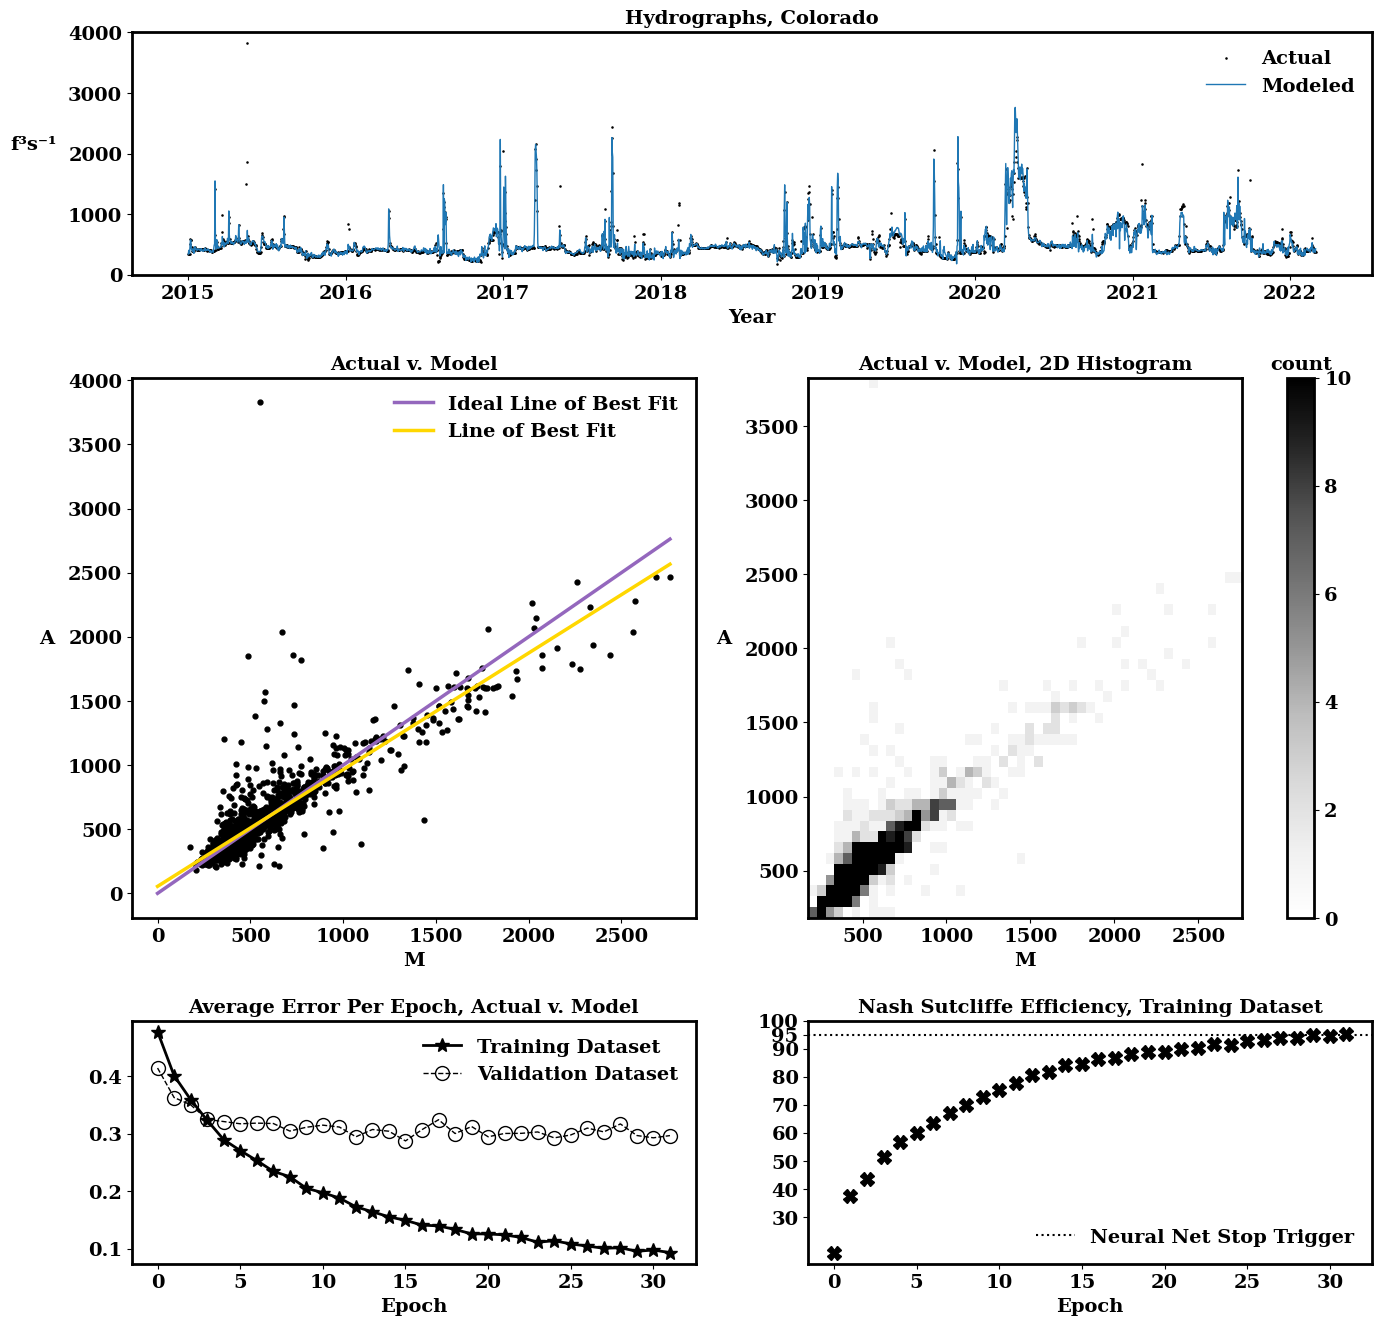 Hydrographs, Colorado
4000
3000
2000
1000
0
f³s⁻¹
Actual
Modeled
2015 2016 2017 2018 2019 2020 2021 2022
Year
Actual v. Model
4000
3500
3000
2500
2000
1500
1000
500
0
A
Ideal Line of Best Fit
Line of Best Fit
0 500 1000 1500 2000 2500
M
Actual v. Model, 2D Histogram
3500
3000
2500
2000
1500
1000
500
A
500 1000 1500 2000 2500
M
count
10
8
6
4
2
0
Average Error Per Epoch, Actual v. Model
0.4
0.3
0.2
0.1
Training Dataset
Validation Dataset
0 5 10 15 20 25 30
Epoch
Nash Sutcliffe Efficiency, Training Dataset
100
95
90
80
70
60
50
40
30
Neural Net Stop Trigger
0 5 10 15 20 25 30
Epoch